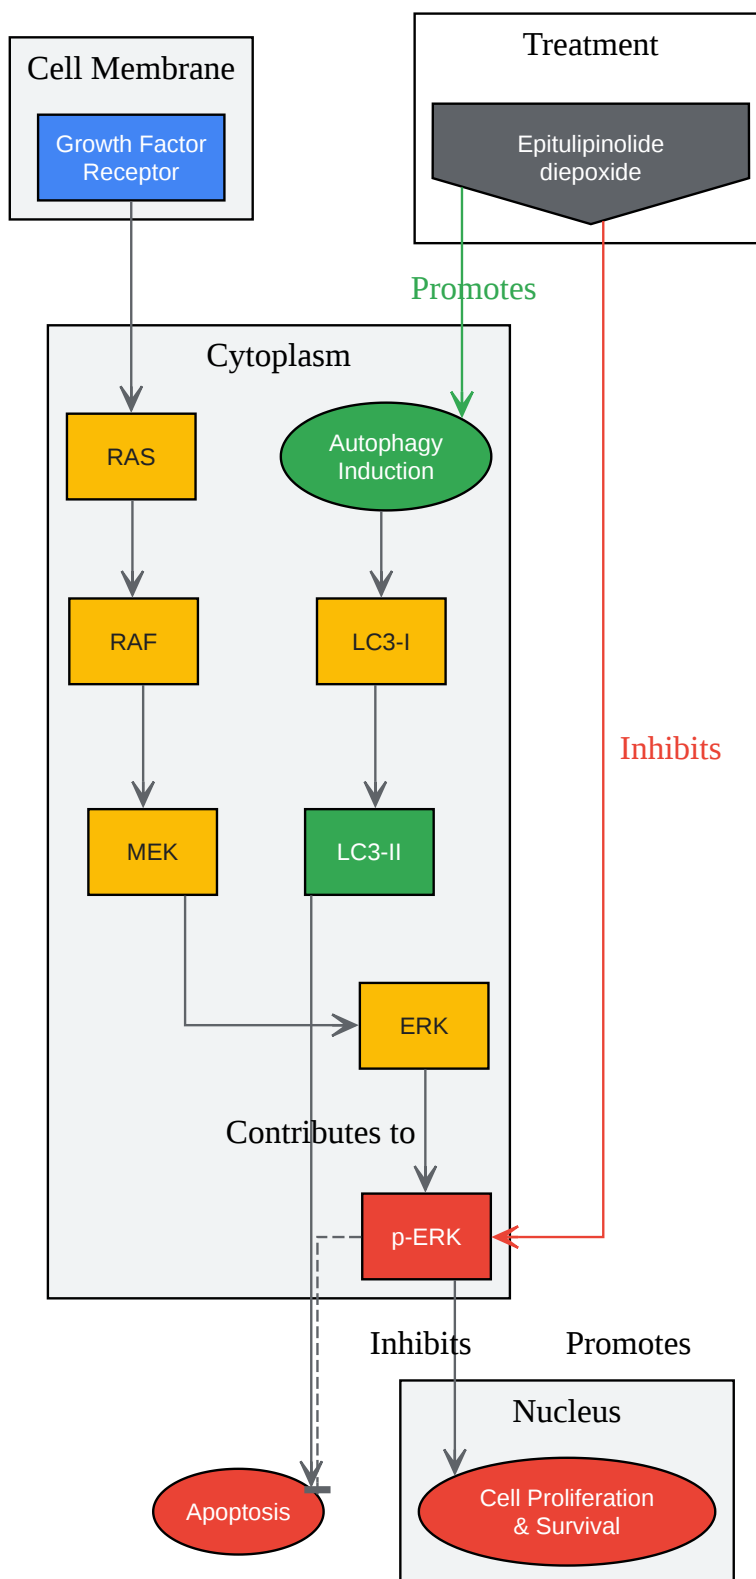 Treatment
Cell Membrane
Growth Factor
Receptor
Epitulipinolide
diepoxide
Promotes
Cytoplasm
RAS
Autophagy
Induction
RAF
LC3-I
Inhibits
MEK
LC3-II
ERK
Contributes to
p-ERK
Inhibits
Promotes
Nucleus
Apoptosis
Cell Proliferation
& Survival